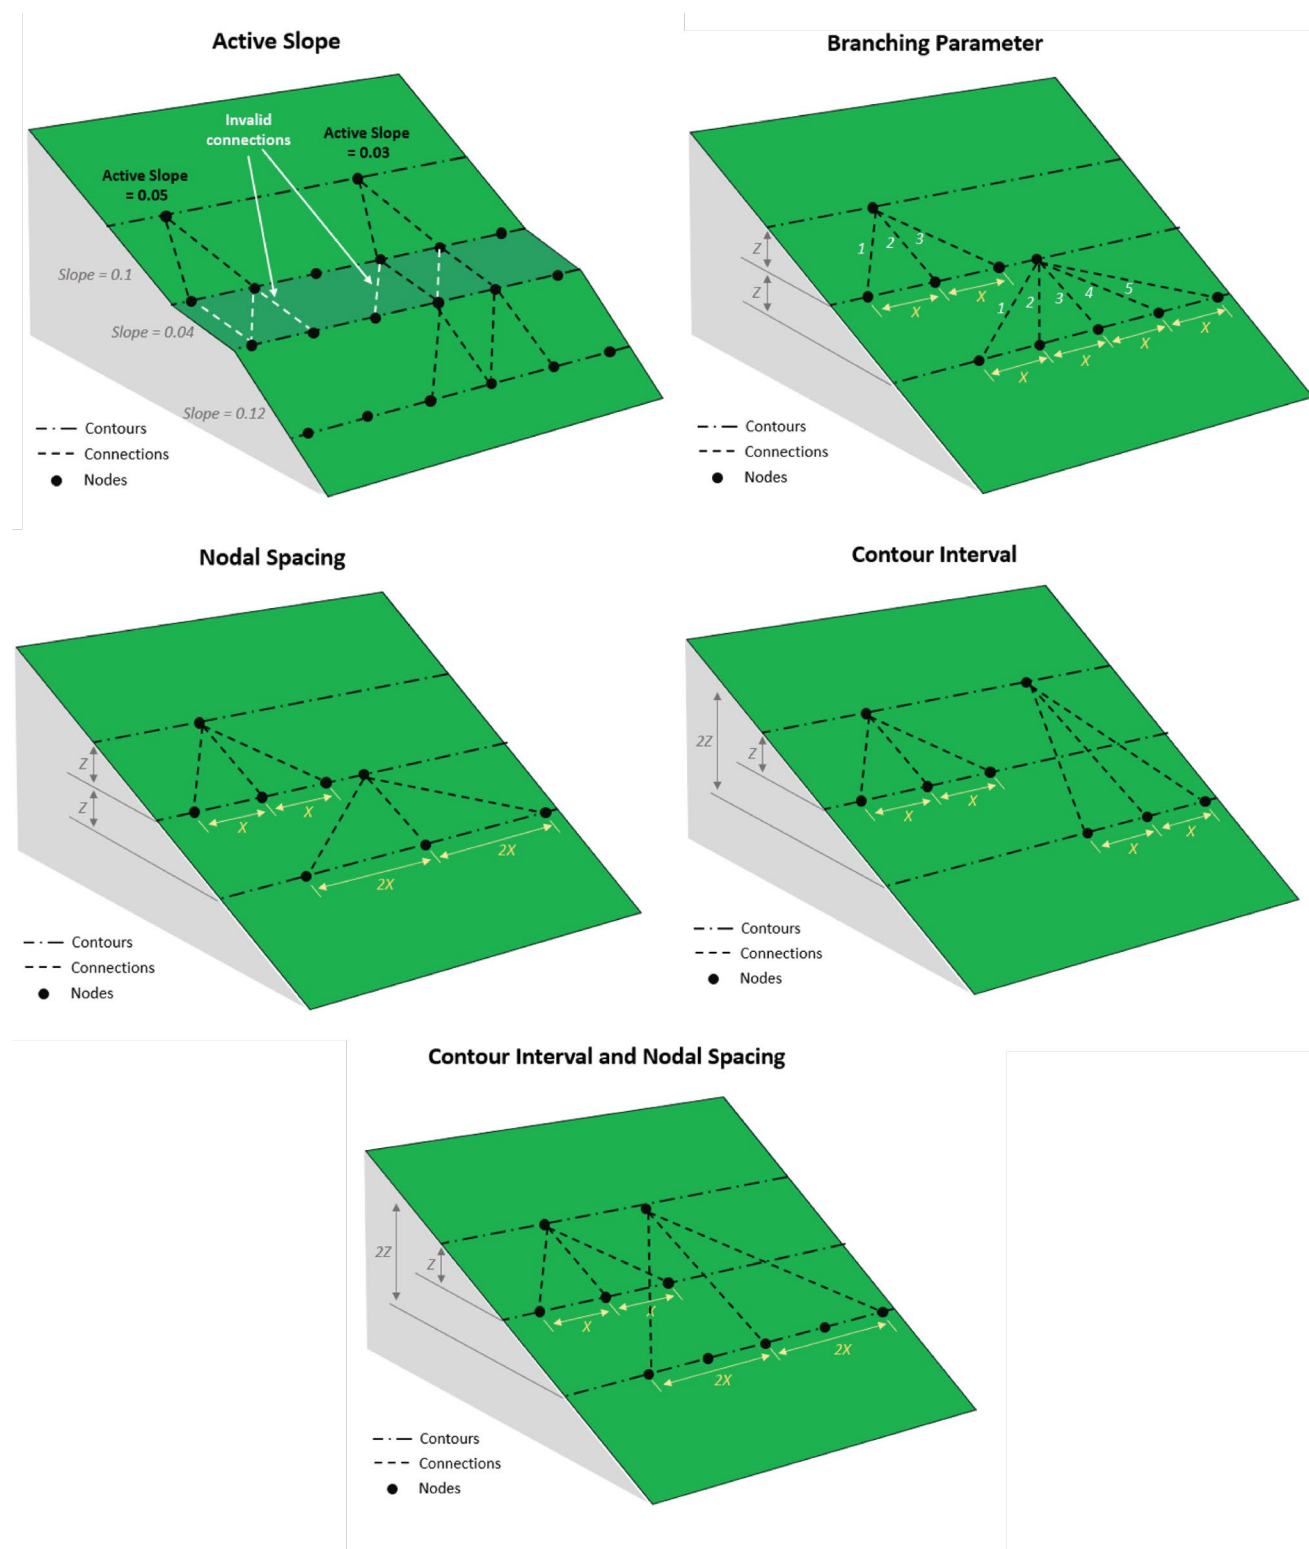 Active Slope
Invalid
connections
Active Slope
= 0.03
Active Slope
= 0.05
Slope = 0.1
Slope = 0.04
Slope = 0.12
Contours
Connections
Nodes
Branching Parameter
Z
Z
1
2
3
X
X
1
2
3
4
5
X
X
X
X
Contours
Connections
Nodes
Nodal Spacing
Z
Z
X
X
2X
2X
Contours
Connections
Nodes
Contour Interval
2Z
Z
X
X
X
X
Contours
Connections
Nodes
Contour Interval and Nodal Spacing
2Z
Z
X
X
2X
2X
Contours
Connections
Nodes